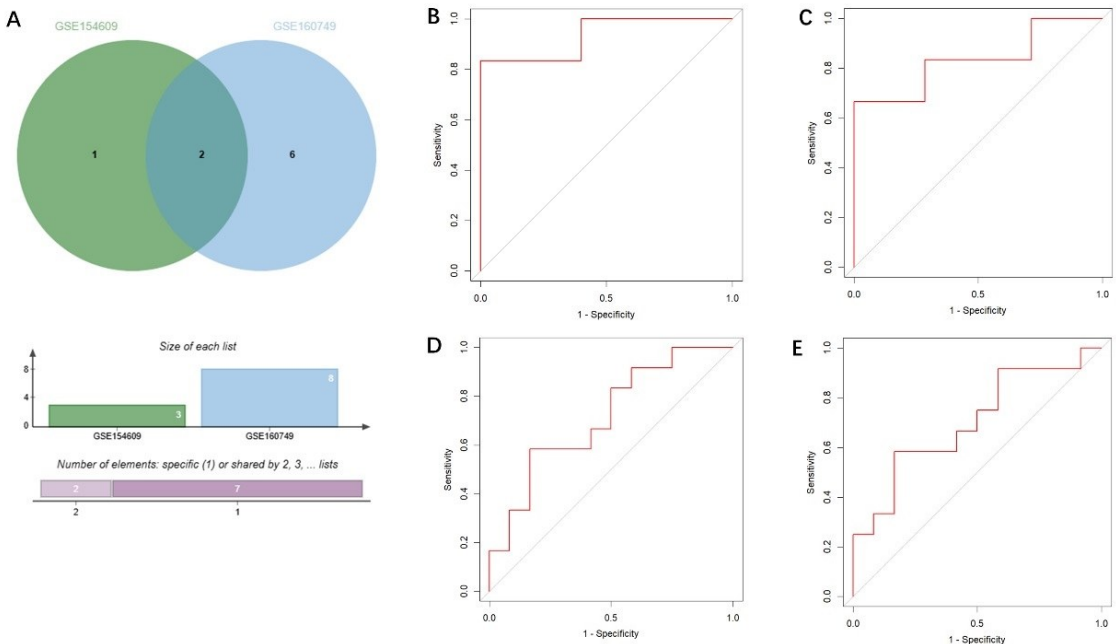 A
GSE154609
GSE160749
1
2
6
Size of each list
8
4
0
3
8
GSE154609
GSE160749
Number of elements: specific (1) or shared by 2, 3, ... lists
2
7
2
1
B
Sensitivity
0.0
0.2
0.4
0.6
0.8
1.0
0.0
0.5
1.0
1 - Specificity
C
Sensitivity
0.0
0.2
0.4
0.6
0.8
1.0
0.0
0.5
1.0
1 - Specificity
D
Sensitivity
0.0
0.2
0.4
0.6
0.8
1.0
0.0
0.5
1.0
1 - Specificity
E
Sensitivity
0.0
0.2
0.4
0.6
0.8
1.0
0.0
0.5
1.0
1 - Specificity